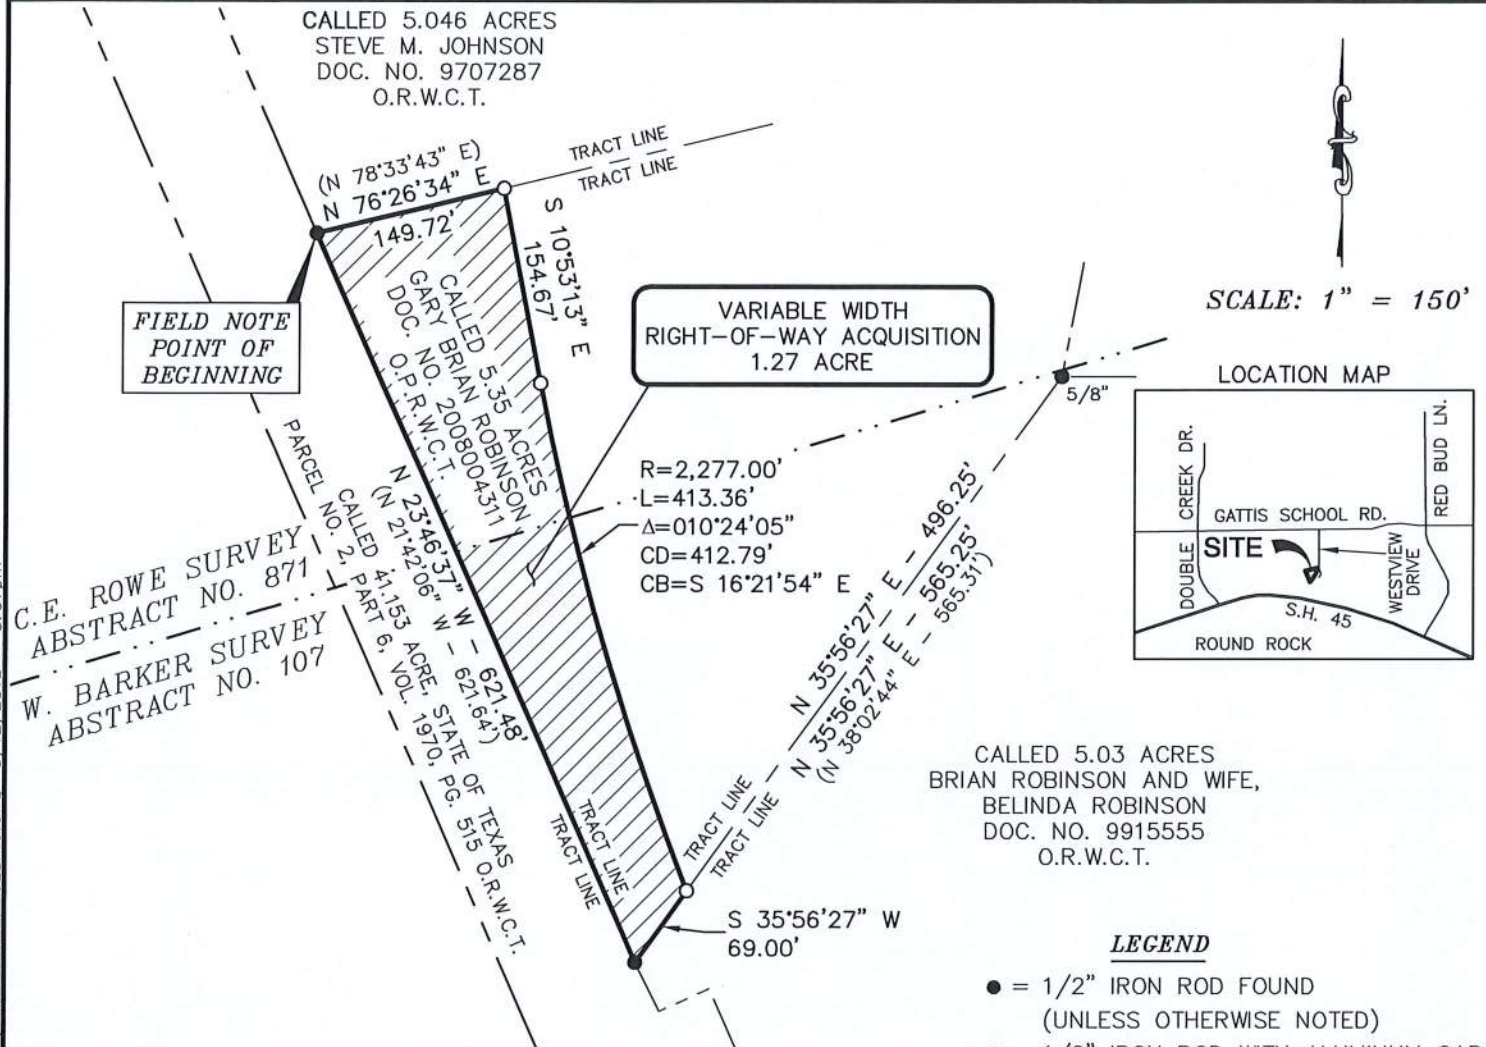 CALLED 5.046 ACRES
STEVE M. JOHNSON
DOC. NO. 9707287
O.R.W.C.T.
(N 78°33'43" E)
N 76°26'34" E
149.72'
TRACT LINE
TRACT LINE
S 10°53'13" E
154.67'
FIELD NOTE
POINT OF
BEGINNING
CALLED 5.35 ACRES
GARY BRIAN ROBINSON
DOC. NO. 2008004311
O.P.R.W.C.T.
VARIABLE WIDTH
RIGHT-OF-WAY ACQUISITION
1.27 ACRE
SCALE: 1" = 150'
5/8"
LOCATION MAP
DOUBLE CREEK DR.
RED BUD LN.
GATTIS SCHOOL RD.
SITE
WESTVIEW
DRIVE
S.H. 45
ROUND ROCK
R=2,277.00'
L=413.36'
Δ=010°24'05"
CD=412.79'
CB=S 16°21'54" E
N 35°56'27" E - 496.25'
N 35°56'27" E - 565.25'
(N 38°02'44" E - 565.31')
N 23°46'37" W - 621.48'
(N 21°42'06" W - 621.64')
CALLED 41.153 ACRE, STATE OF TEXAS
PARCEL NO. 2, PART 6, VOL. 1970, PG. 515 O.R.W.C.T.
C.E. ROWE SURVEY
ABSTRACT NO. 871
W. BARKER SURVEY
ABSTRACT NO. 107
TRACT LINE
TRACT LINE
TRACT LINE
TRACT LINE
CALLED 5.03 ACRES
BRIAN ROBINSON AND WIFE,
BELINDA ROBINSON
DOC. NO. 9915555
O.R.W.C.T.
S 35°56'27" W
69.00'
LEGEND
● = 1/2" IRON ROD FOUND
(UNLESS OTHERWISE NOTED)